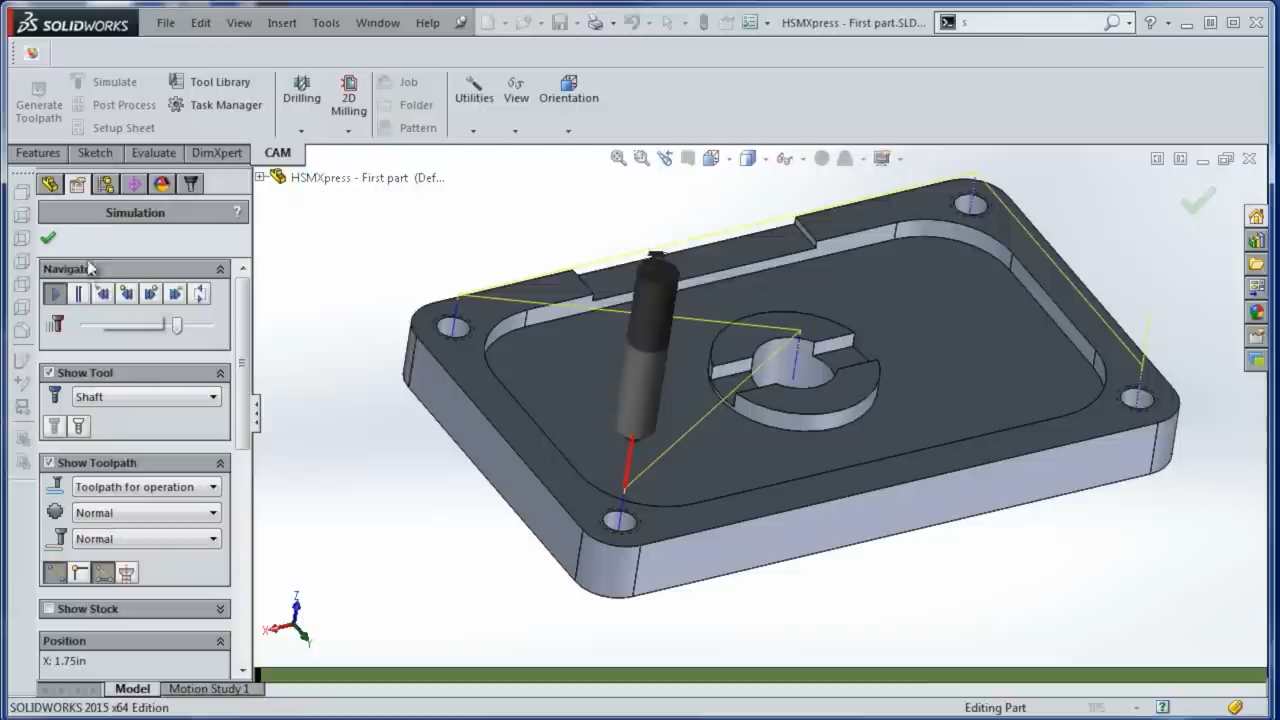 SOLIDWORKS File Edit View Insert Tools Window Help HSMXpress - First part.SLD... s
Generate Toolpath
Simulate
Post Process
Setup Sheet
Tool Library
Task Manager
Drilling
2D Milling
Job
Folder
Pattern
Utilities
View
Orientation
Features Sketch Evaluate DimXpert CAM
HSMXpress - First part (Def...
Simulation ?
Navigat
Show Tool
Shaft
Show Toolpath
Toolpath for operation
Normal
Normal
Show Stock
Position
X: 1.75in
Z
X
Y
Model Motion Study 1
SOLIDWORKS 2015 x64 Edition Editing Part